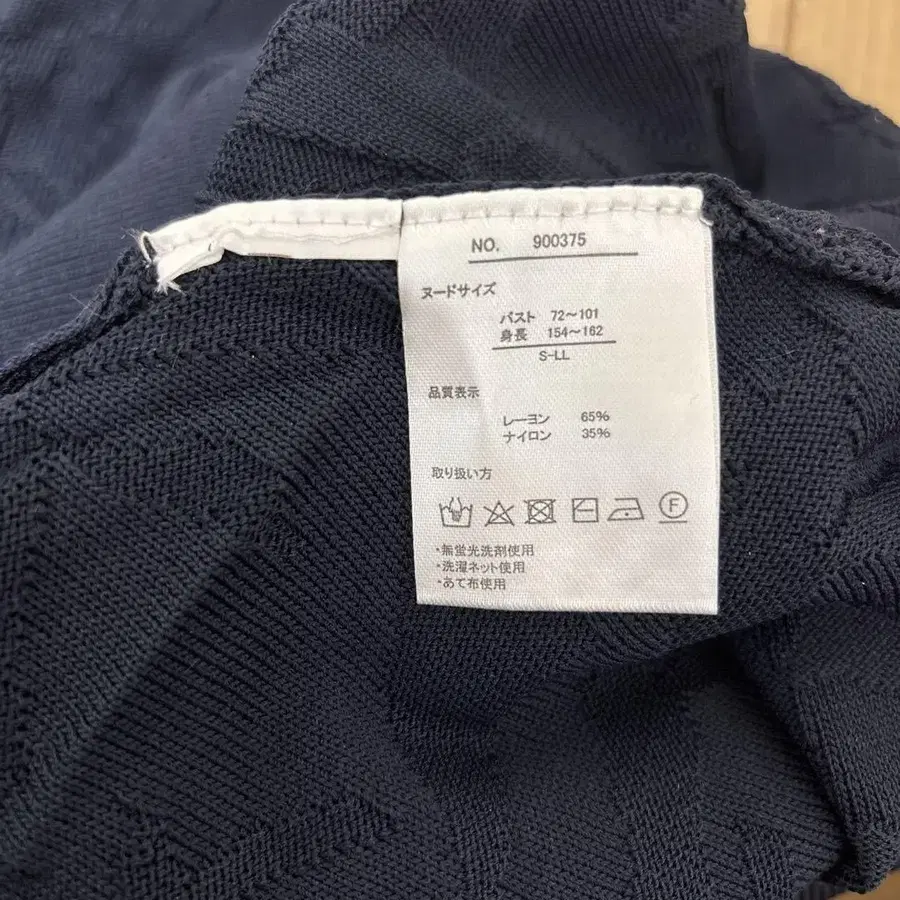 NO. 900375
ヌードサイズ
バスト 72〜101
身長 154〜162
S-LL
品質表示
レーヨン 65%
ナイロン 35%
取り扱い方
F
・無蛍光洗剤使用
・洗濯ネット使用
・あて布使用